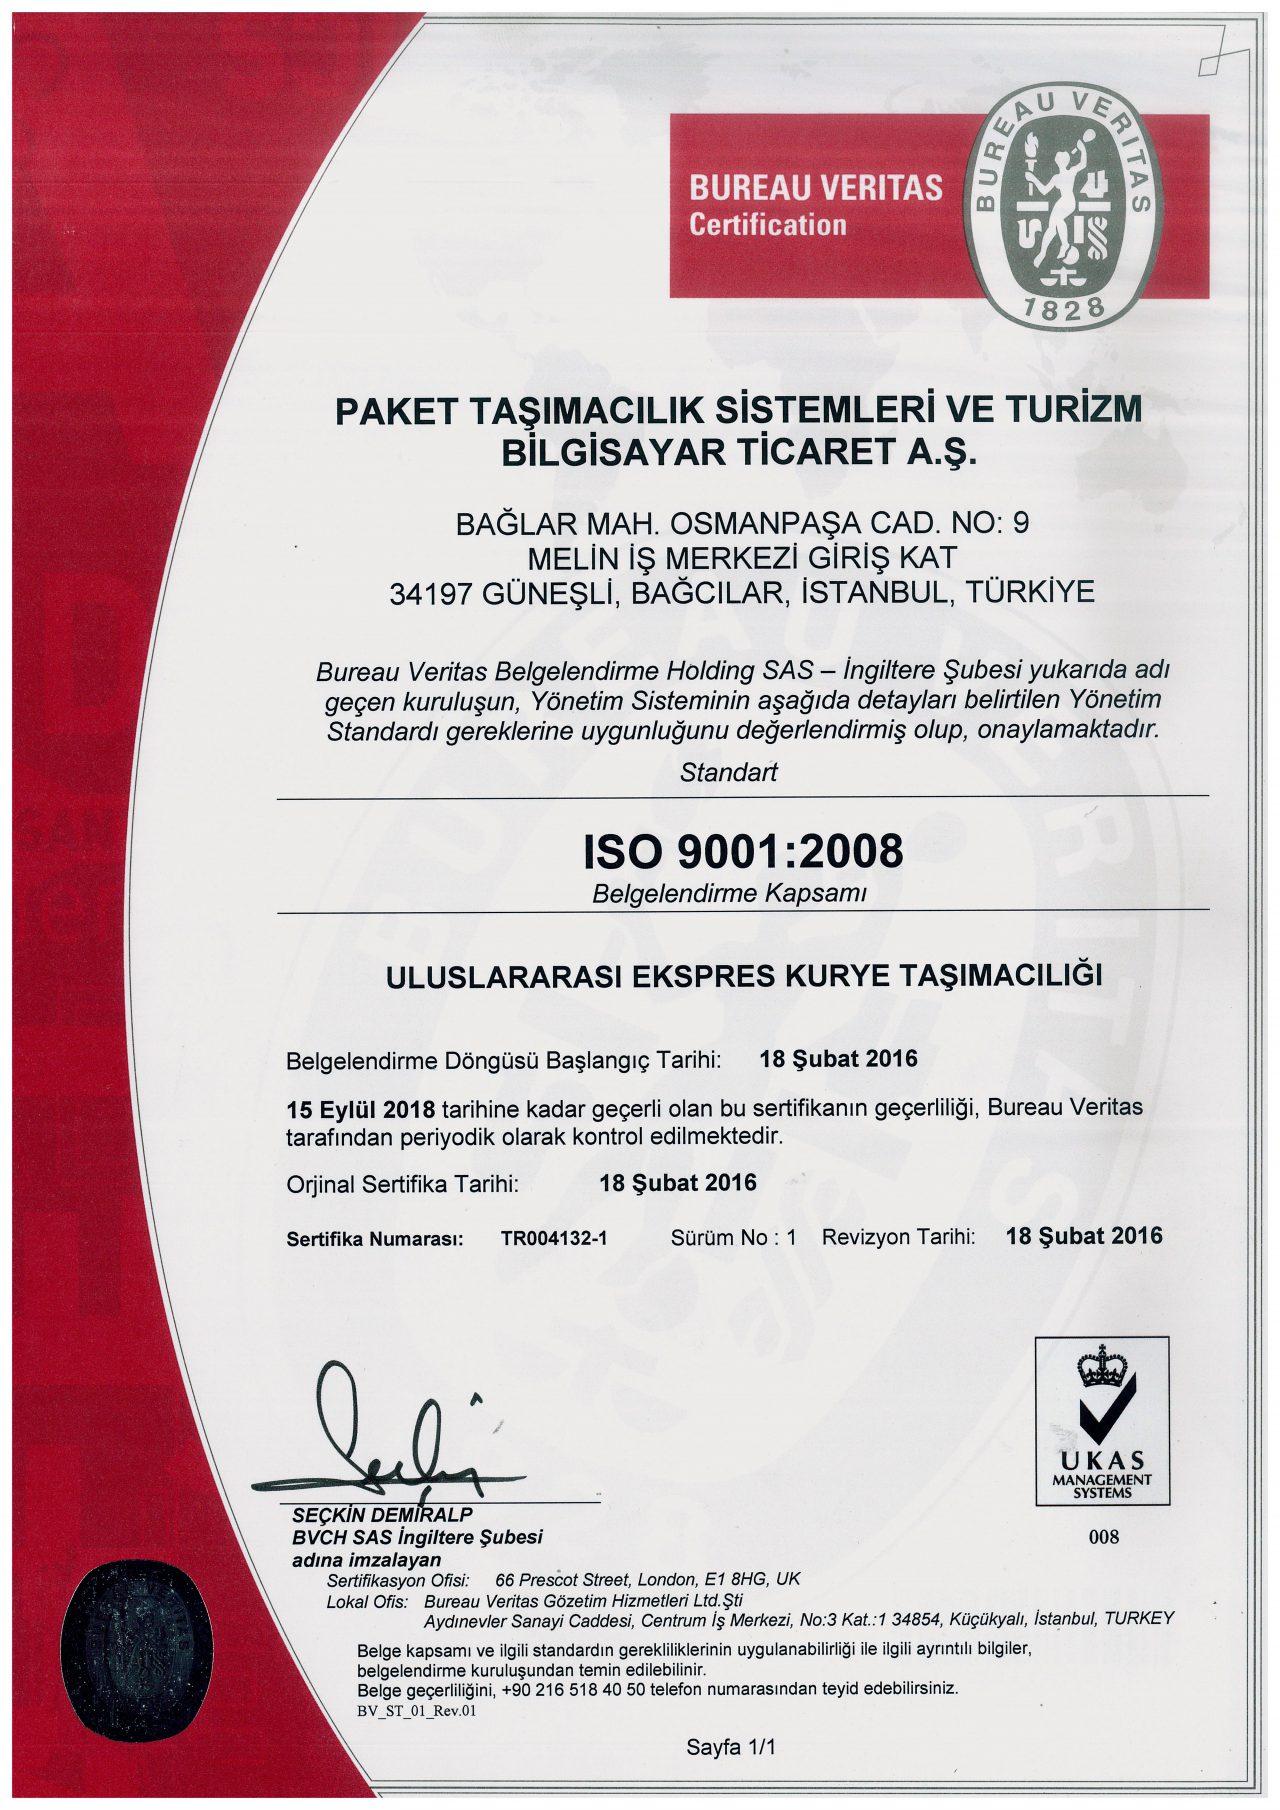 BUREAU VERITAS
Certification
BUREAU VERITAS
1828
PAKET TAŞIMACILIK SİSTEMLERİ VE TURİZM
BİLGİSAYAR TİCARET A.Ş.
BAĞLAR MAH. OSMANPAŞA CAD. NO: 9
MELİN İŞ MERKEZİ GİRİŞ KAT
34197 GÜNEŞLİ, BAĞCILAR, İSTANBUL, TÜRKİYE
Bureau Veritas Belgelendirme Holding SAS – İngiltere Şubesi yukarıda adı
geçen kuruluşun, Yönetim Sisteminin aşağıda detayları belirtilen Yönetim
Standardı gereklerine uygunluğunu değerlendirmiş olup, onaylamaktadır.
Standart
ISO 9001:2008
Belgelendirme Kapsamı
ULUSLARARASI EKSPRES KURYE TAŞIMACILIĞI
Belgelendirme Döngüsü Başlangıç Tarihi: 18 Şubat 2016
15 Eylül 2018 tarihine kadar geçerli olan bu sertifikanın geçerliliği, Bureau Veritas
tarafından periyodik olarak kontrol edilmektedir.
Orjinal Sertifika Tarihi: 18 Şubat 2016
Sertifika Numarası: TR004132-1 Sürüm No : 1 Revizyon Tarihi: 18 Şubat 2016
UKAS
MANAGEMENT
SYSTEMS
008
SEÇKİN DEMİRALP
BVCH SAS İngiltere Şubesi
adına imzalayan
Sertifikasyon Ofisi: 66 Prescot Street, London, E1 8HG, UK
Lokal Ofis: Bureau Veritas Gözetim Hizmetleri Ltd.Şti
Aydınevler Sanayi Caddesi, Centrum İş Merkezi, No:3 Kat.:1 34854, Küçükyalı, İstanbul, TURKEY
Belge kapsamı ve ilgili standardın gerekliliklerinin uygulanabilirliği ile ilgili ayrıntılı bilgiler,
belgelendirme kuruluşundan temin edilebilinir.
Belge geçerliliğini, +90 216 518 40 50 telefon numarasından teyid edebilirsiniz.
BV_ST_01_Rev.01
Sayfa 1/1